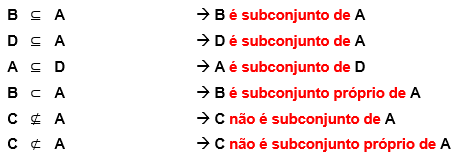 B ⊆ A → B é subconjunto de A
D ⊆ A → D é subconjunto de A
A ⊆ D → A é subconjunto de D
B ⊂ A → B é subconjunto próprio de A
C ⊈ A → C não é subconjunto de A
C ⊄ A → C não é subconjunto próprio de A